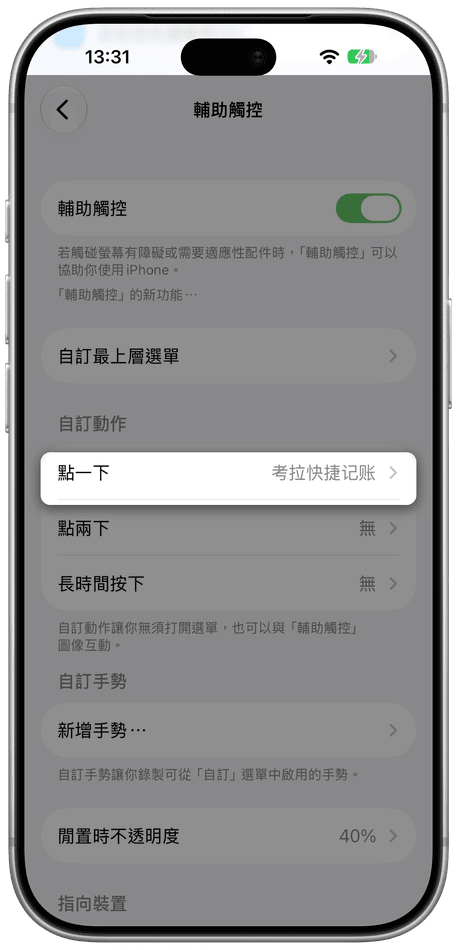 13:31
輔助觸控
輔助觸控
若觸碰螢幕有障礙或需要適應性配件時,「輔助觸控」可以
協助你使用 iPhone。
「輔助觸控」的新功能⋯
自訂最上層選單
自訂動作
點一下 考拉快捷记账
點兩下 無
長時間按下 無
自訂動作讓你無須打開選單,也可以與「輔助觸控」
圖像互動。
自訂手勢
新增手勢⋯
自訂手勢讓你錄製可從「自訂」選單中啟用的手勢。
閒置時不透明度 40%
指向裝置